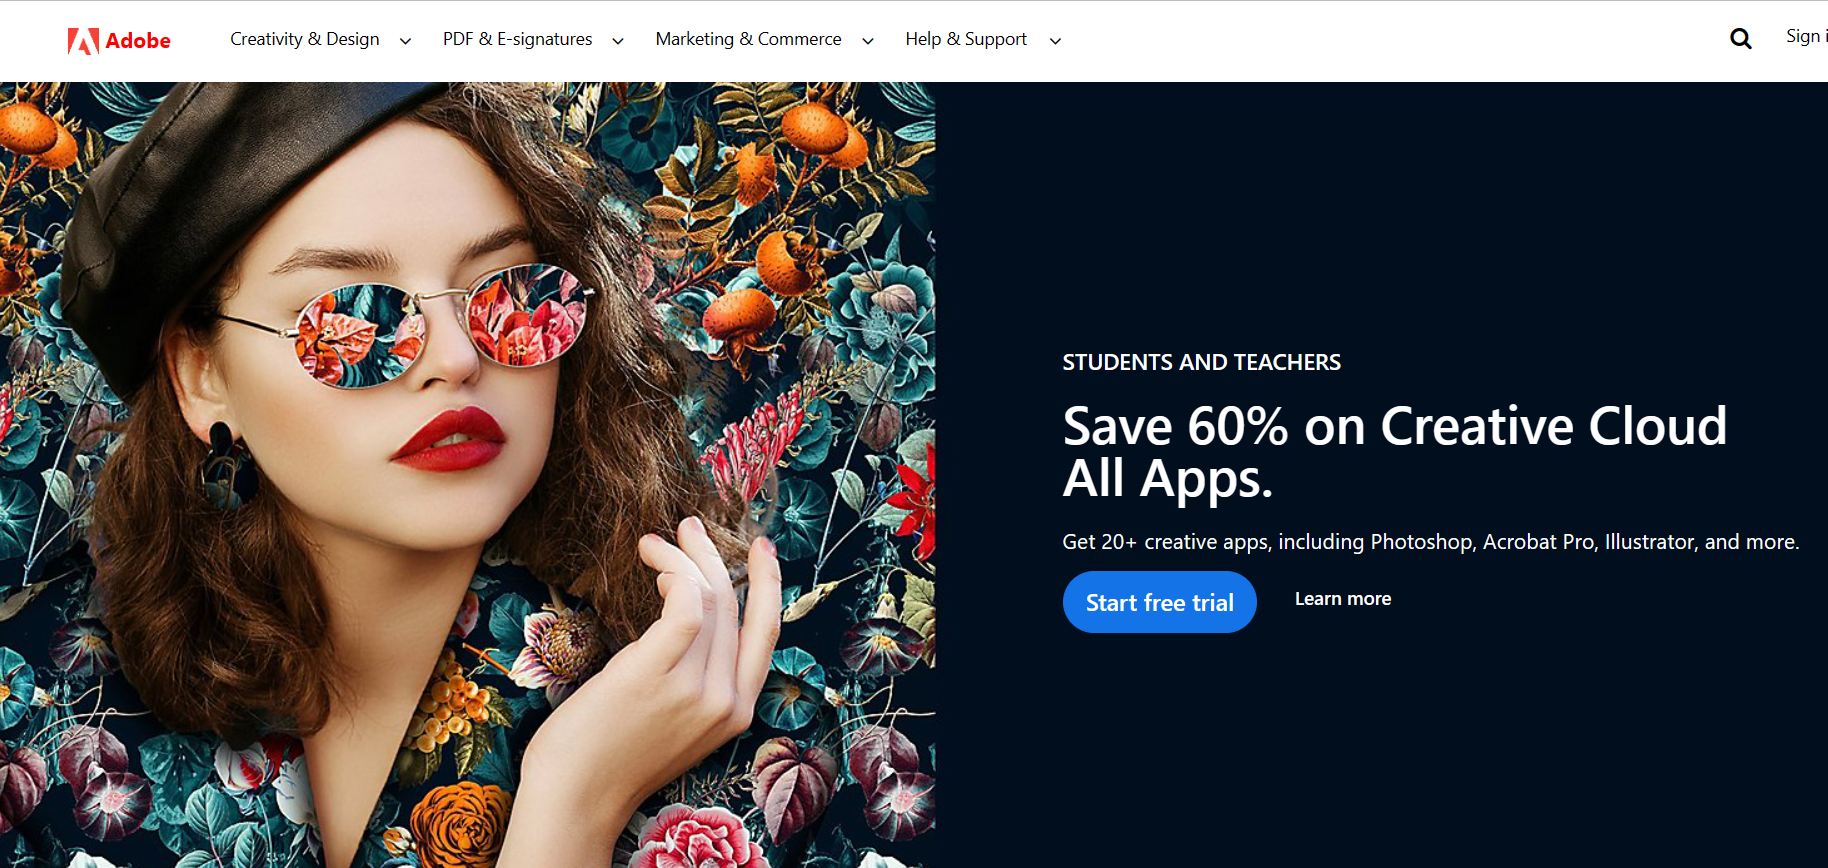 Adobe
Creativity & Design
PDF & E-signatures
Marketing & Commerce
Help & Support
Sign i
STUDENTS AND TEACHERS
Save 60% on Creative Cloud
All Apps.
Get 20+ creative apps, including Photoshop, Acrobat Pro, Illustrator, and more.
Start free trial
Learn more